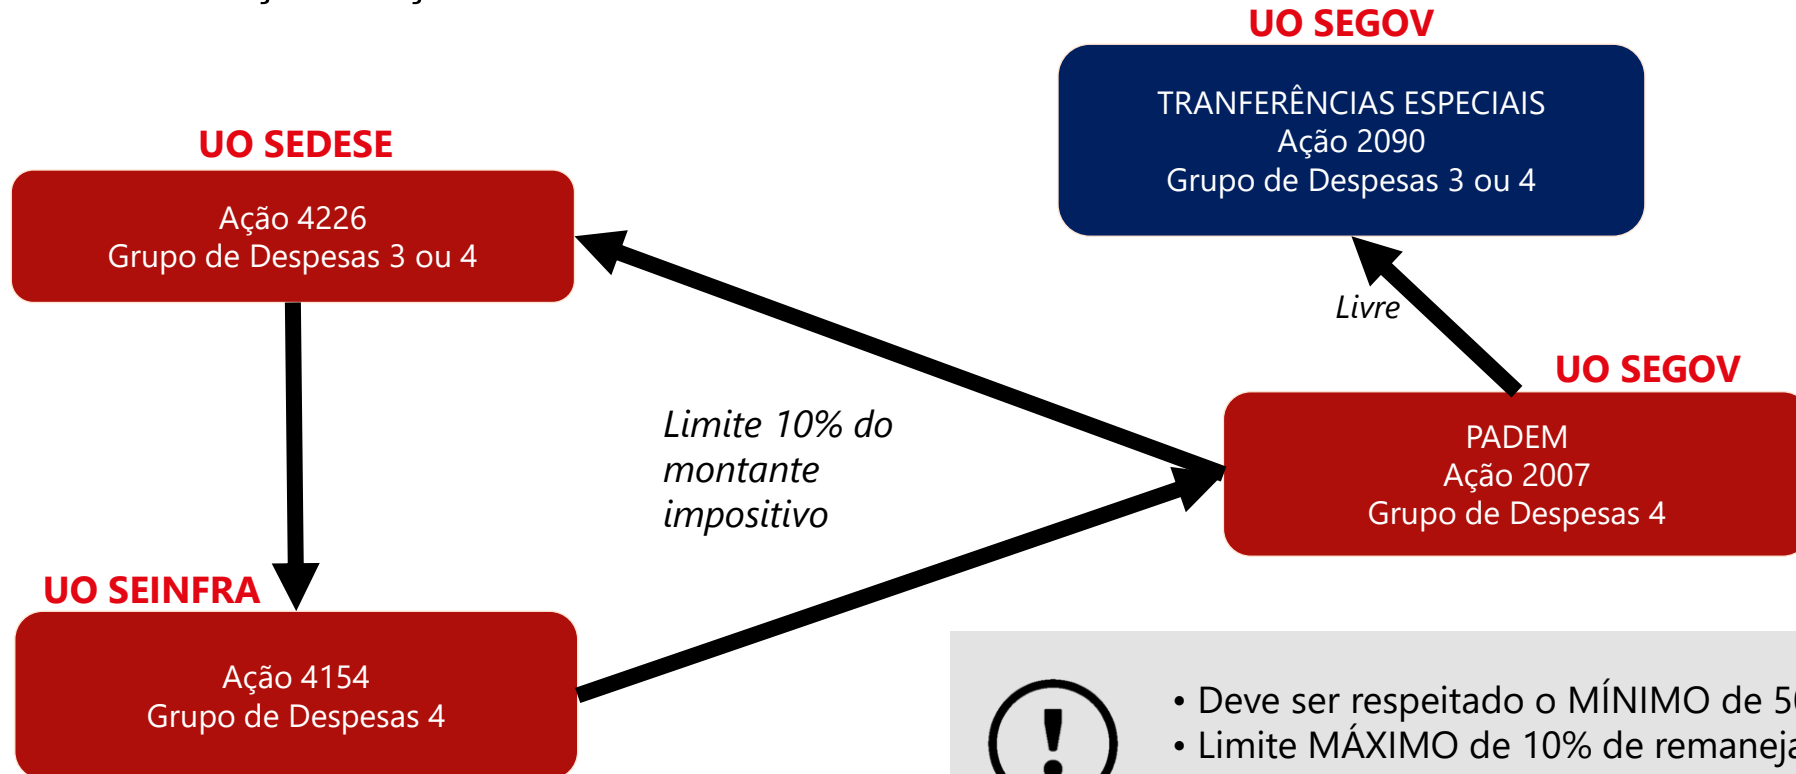 UO SEGOV
TRANFERÊNCIAS ESPECIAIS
Ação 2090
Grupo de Despesas 3 ou 4
UO SEDESE
Ação 4226
Grupo de Despesas 3 ou 4
Livre
UO SEGOV
PADEM
Ação 2007
Grupo de Despesas 4
Limite 10% do
montante
impositivo
UO SEINFRA
Ação 4154
Grupo de Despesas 4
• Deve ser respeitado o MÍNIMO de
• Limite MÁXIMO de 10% de